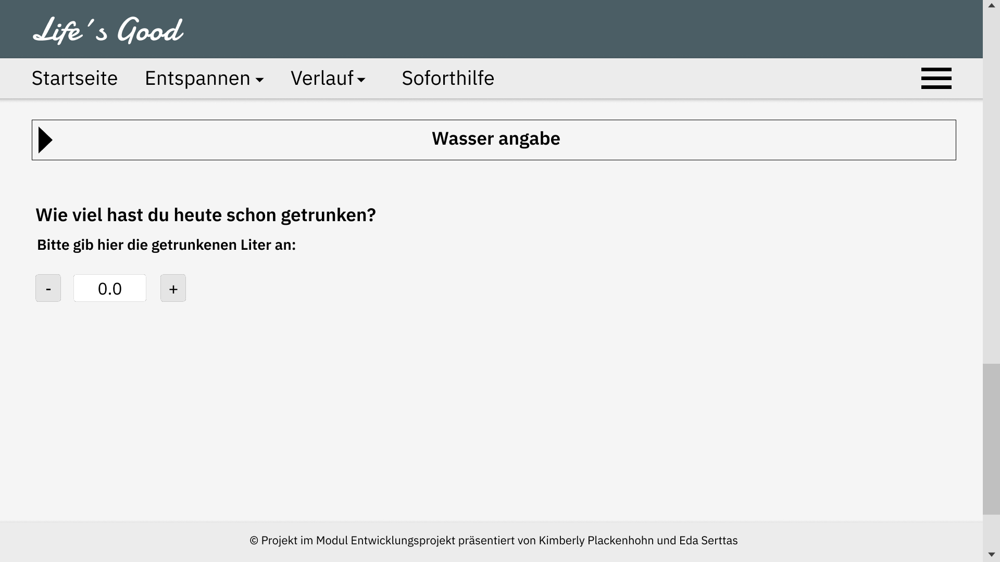 Life´s Good
Startseite Entspannen Verlauf Soforthilfe
Wasser angabe
Wie viel hast du heute schon getrunken?
Bitte gib hier die getrunkenen Liter an:
- 0.0 +
© Projekt im Modul Entwicklungsprojekt präsentiert von Kimberly Plackenhohn und Eda Serttas